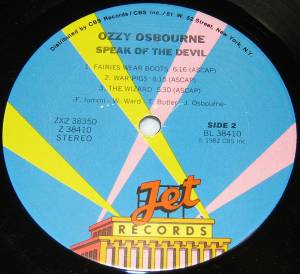 Distributed by CBS Records / CBS Inc. / 51 W. 52 Street, New York, N.Y.
OZZY OSBOURNE
SPEAK OF THE DEVIL
1. FAIRIES WEAR BOOTS 6:16 (ASCAP)
2. WAR PIGS 8:15 (ASCAP)
3. THE WIZARD 5:30 (ASCAP)
-F. Iommi- -W. Ward- -T. Butler- -J. Osbourne-
ZX2 38350
Z 38410
STEREO
SIDE 2
BL 38410
℗ 1982 CBS Inc.
Jet
RECORDS